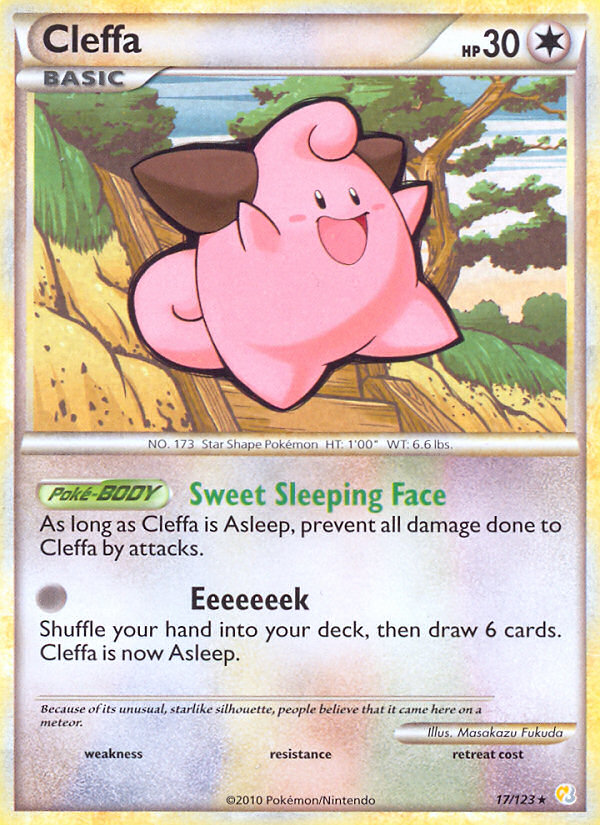 Cleffa
HP 30
BASIC
NO. 173 Star Shape Pokémon HT: 1'00" WT: 6.6 lbs.
Poké-BODY Sweet Sleeping Face
As long as Cleffa is Asleep, prevent all damage done to
Cleffa by attacks.
Eeeeeeek
Shuffle your hand into your deck, then draw 6 cards.
Cleffa is now Asleep.
Because of its unusual, starlike silhouette, people believe that it came here on a
meteor.
Illus. Masakazu Fukuda
weakness resistance retreat cost
©2010 Pokémon/Nintendo 17/123 ★